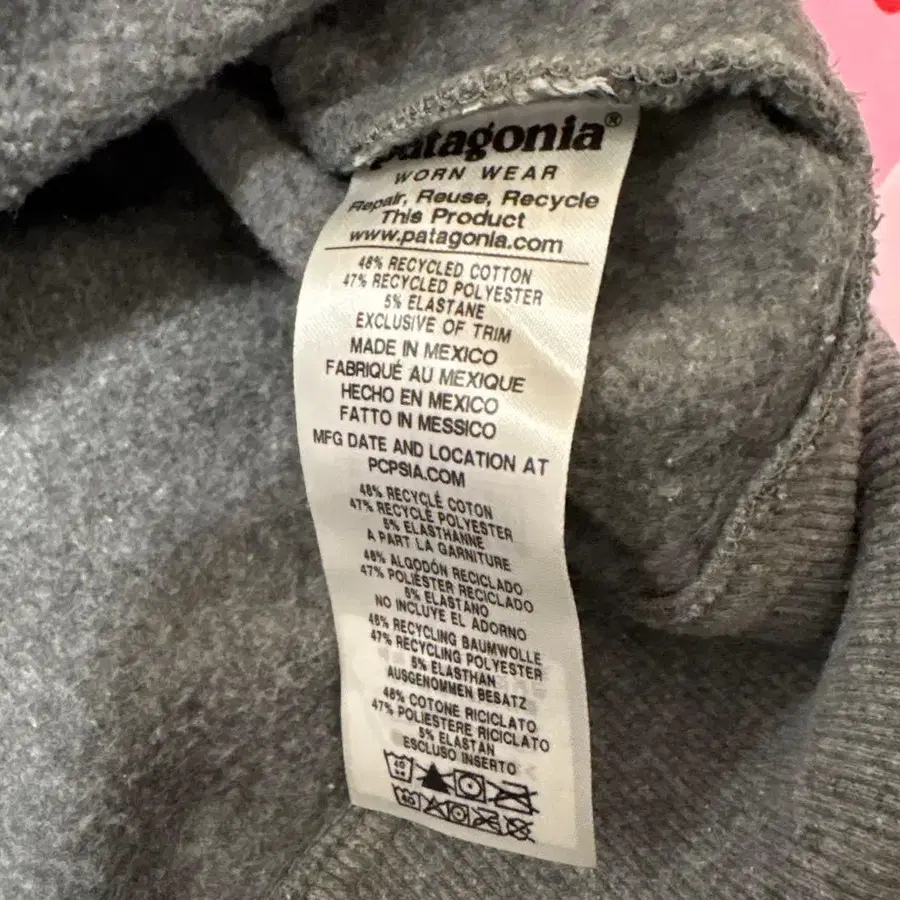 patagonia®
WORN WEAR
Repair, Reuse, Recycle
This Product
www.patagonia.com
48% RECYCLED COTTON
47% RECYCLED POLYESTER
5% ELASTANE
EXCLUSIVE OF TRIM
MADE IN MEXICO
FABRIQUÉ AU MEXIQUE
HECHO EN MEXICO
FATTO IN MESSICO
MFG DATE AND LOCATION AT
PCPSIA.COM
48% RECYCLÉ COTON
47% RECYCLÉ POLYESTER
5% ELASTHANNE
A PART LA GARNITURE
48% ALGODÓN RECICLADO
47% POLIÉSTER RECICLADO
5% ELASTANO
NO INCLUYE EL ADORNO
48% RECYCLING BAUMWOLLE
47% RECYCLING POLYESTER
5% ELASTHAN
AUSGENOMMEN BESATZ
48% COTONE RICICLATO
47% POLIESTERE RICICLATO
5% ELASTAN
ESCLUSO INSERTO
40
40